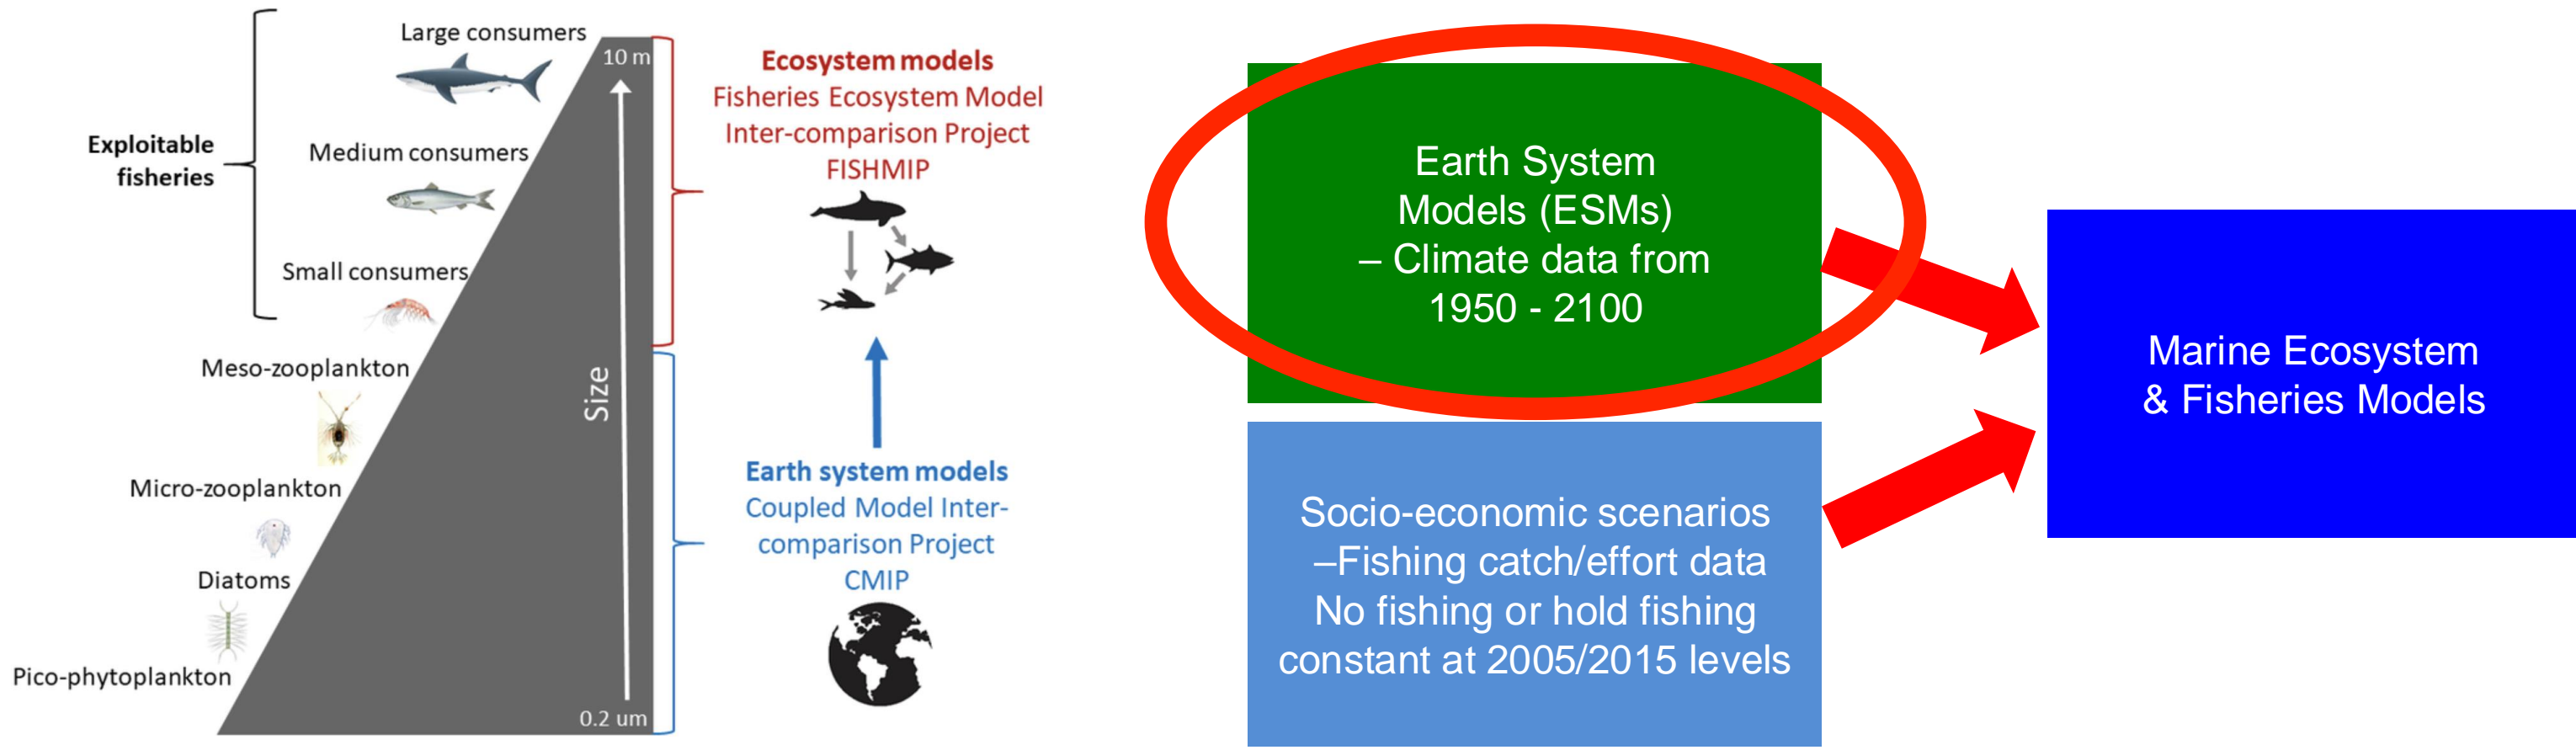 Large consumers
10 m
Exploitable
fisheries
Medium consumers
Small consumers
Meso-zooplankton
Micro-zooplankton
Diatoms
Pico-phytoplankton
Size
0.2 um
Ecosystem models
Fisheries Ecosystem Model
Inter-comparison Project
FISHMIP
Earth system models
Coupled Model Inter-
comparison Project
CMIP
Earth System
Models (ESMs)
– Climate data from
1950 - 2100
Socio-economic scenarios
–Fishing catch/effort data
No fishing or hold fishing
constant at 2005/2015 levels
Marine Ecosystem
& Fisheries Models